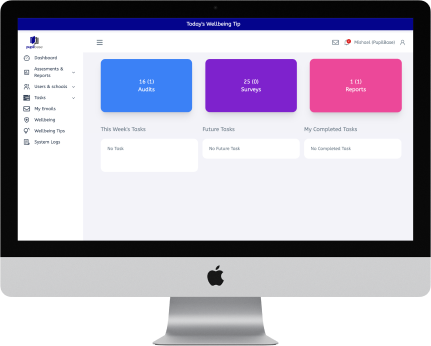 Today's Wellbeing Tip
Michael (PupilBase)
Dashboard
Assessments &
Reports
Users & schools
Tasks
My Emails
Wellbeing
Wellbeing Tips
System Logs
16 (1)
Audits
25 (0)
Surveys
1 (1)
Reports
This Week's Tasks
Future Tasks
My Completed Tasks
No Task
No Future Task
No Completed Task